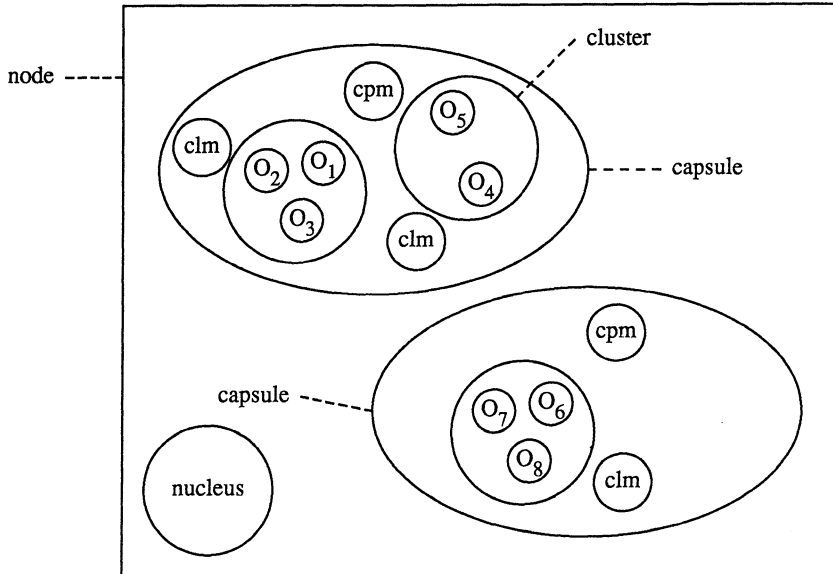 cluster
node
cpm
O5
clm
O2
O1
O4
capsule
O3
clm
cpm
capsule
O7
O6
O8
nucleus
clm